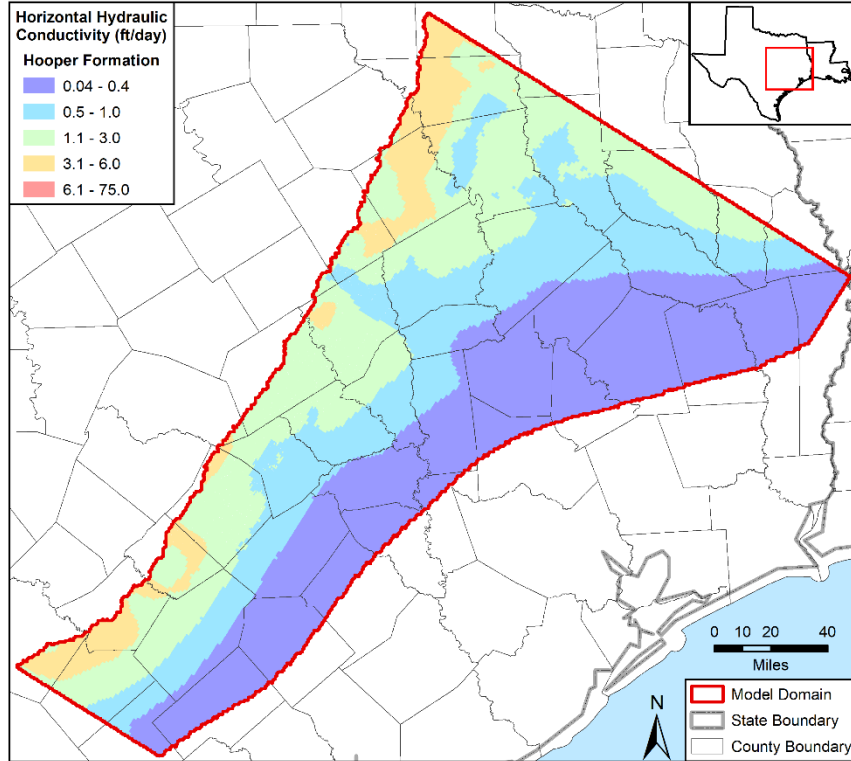 Horizontal Hydraulic
Conductivity (ft/day)
Hooper Formation
0.04 - 0.4
0.5 - 1.0
1.1 - 3.0
3.1 - 6.0
6.1 - 75.0
0 10 20 40
Miles
N
Model Domain
State Boundary
County Boundary